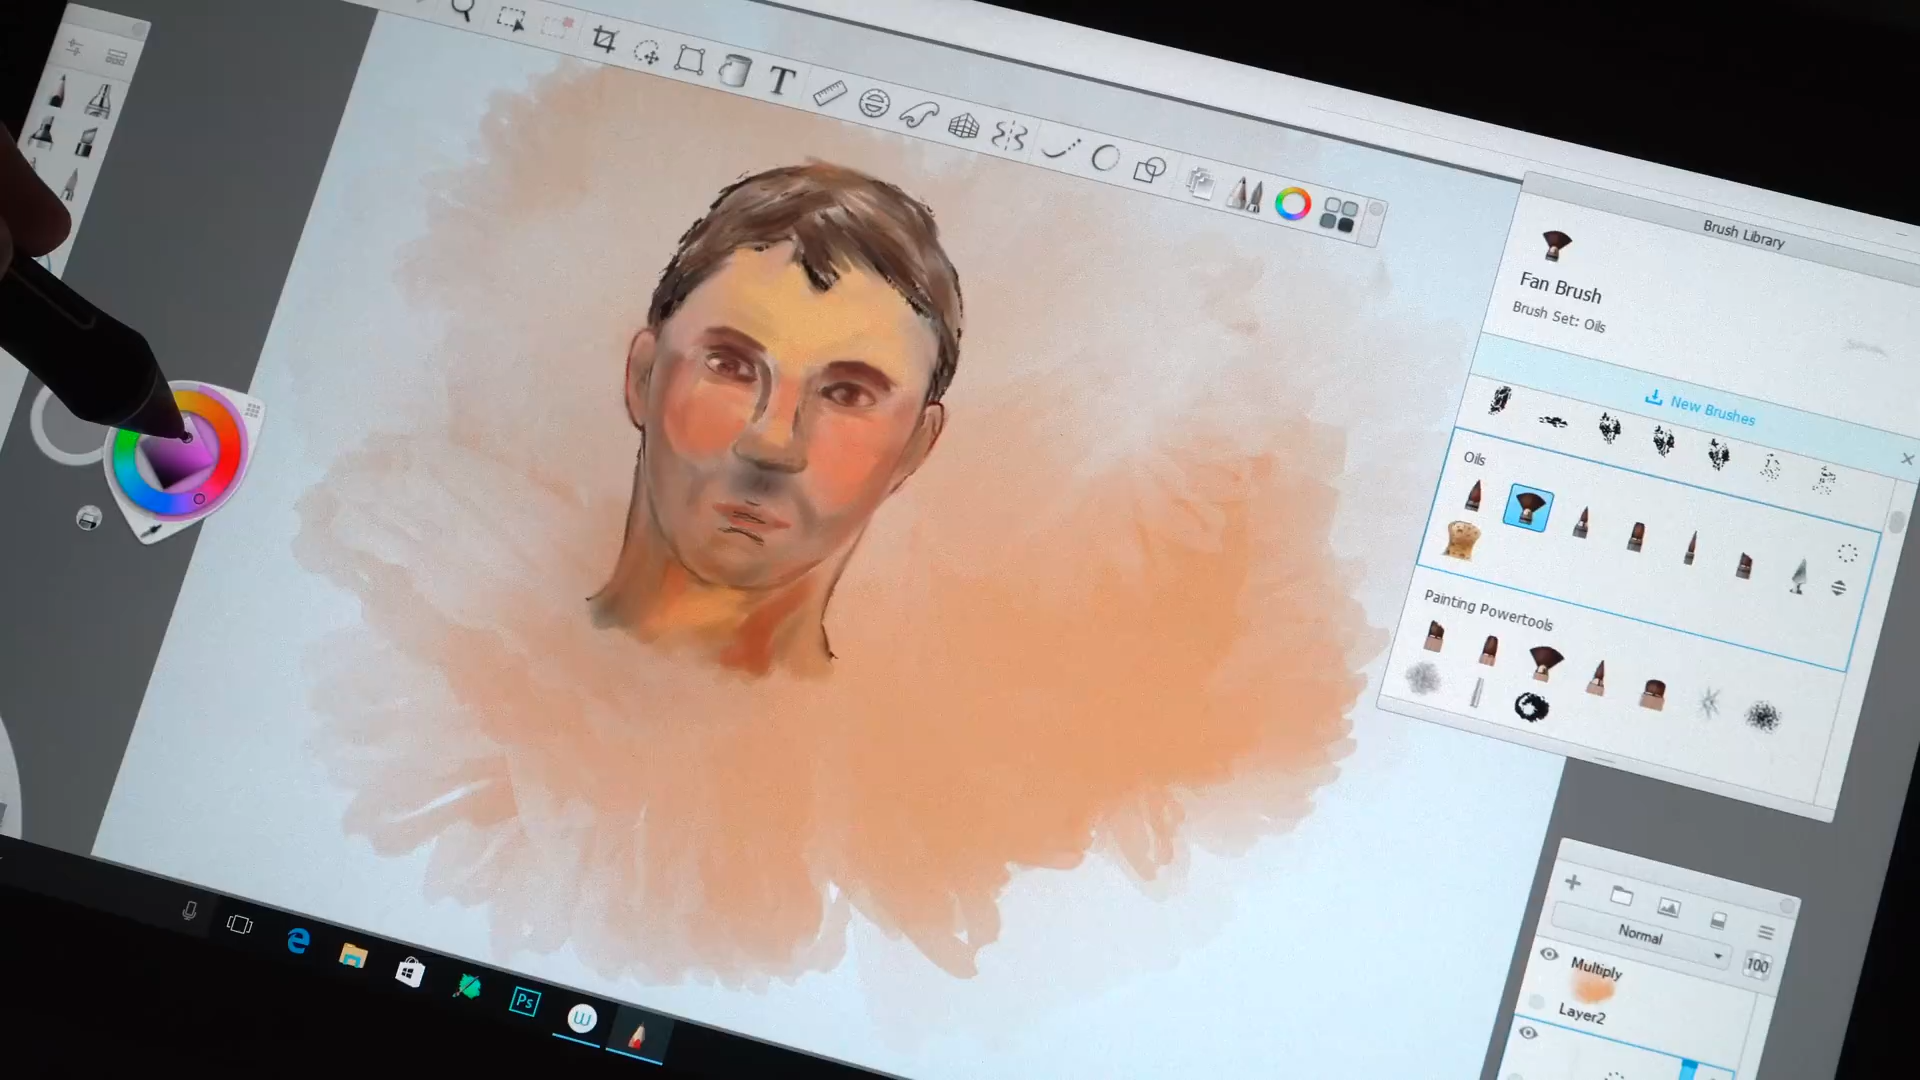 T
Brush Library
Fan Brush
Brush Set: Oils
New Brushes
Oils
Painting Powertools
Normal
100
Multiply
Layer2
e
Ps
w